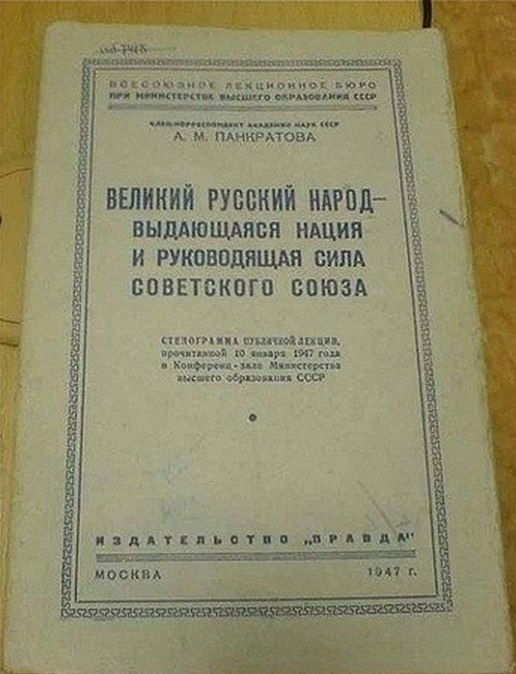 ВСЕСОЮЗНОЕ ЛЕКЦИОННОЕ БЮРО
ПРИ МИНИСТЕРСТВЕ ВЫСШЕГО ОБРАЗОВАНИЯ СССР
ЧЛЕН-КОРРЕСПОНДЕНТ АКАДЕМИИ НАУК СССР
А. М. ПАНКРАТОВА
ВЕЛИКИЙ РУССКИЙ НАРОД—
ВЫДАЮЩАЯСЯ НАЦИЯ
И РУКОВОДЯЩАЯ СИЛА
СОВЕТСКОГО СОЮЗА
СТЕНОГРАММА ПУБЛИЧНОЙ ЛЕКЦИИ,
прочитанной 10 января 1947 года
в Конференц-зале Министерства
высшего образования СССР
ИЗДАТЕЛЬСТВО „ПРАВДА"
МОСКВА 1947 г.